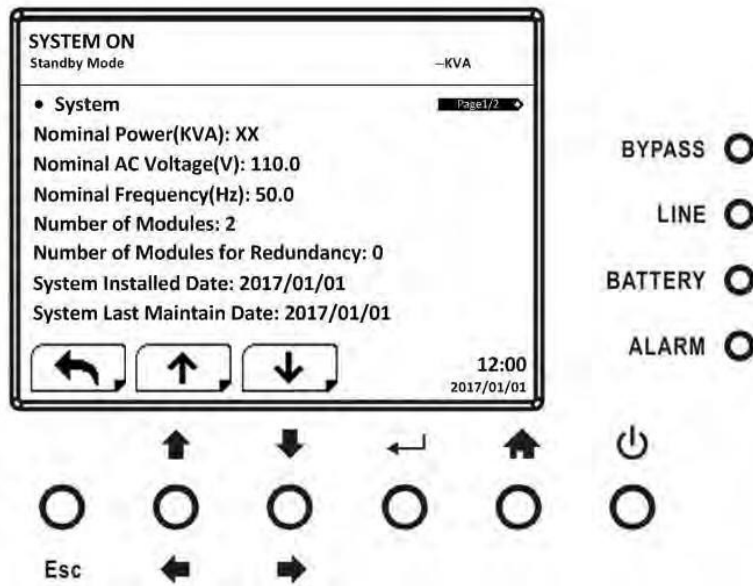 SYSTEM ON
Standby Mode
--KVA
• System
Page1/2
Nominal Power(KVA): XX
Nominal AC Voltage(V): 110.0
Nominal Frequency(Hz): 50.0
Number of Modules: 2
Number of Modules for Redundancy: 0
System Installed Date: 2017/01/01
System Last Maintain Date: 2017/01/01
12:00
2017/01/01
BYPASS
LINE
BATTERY
ALARM
Esc